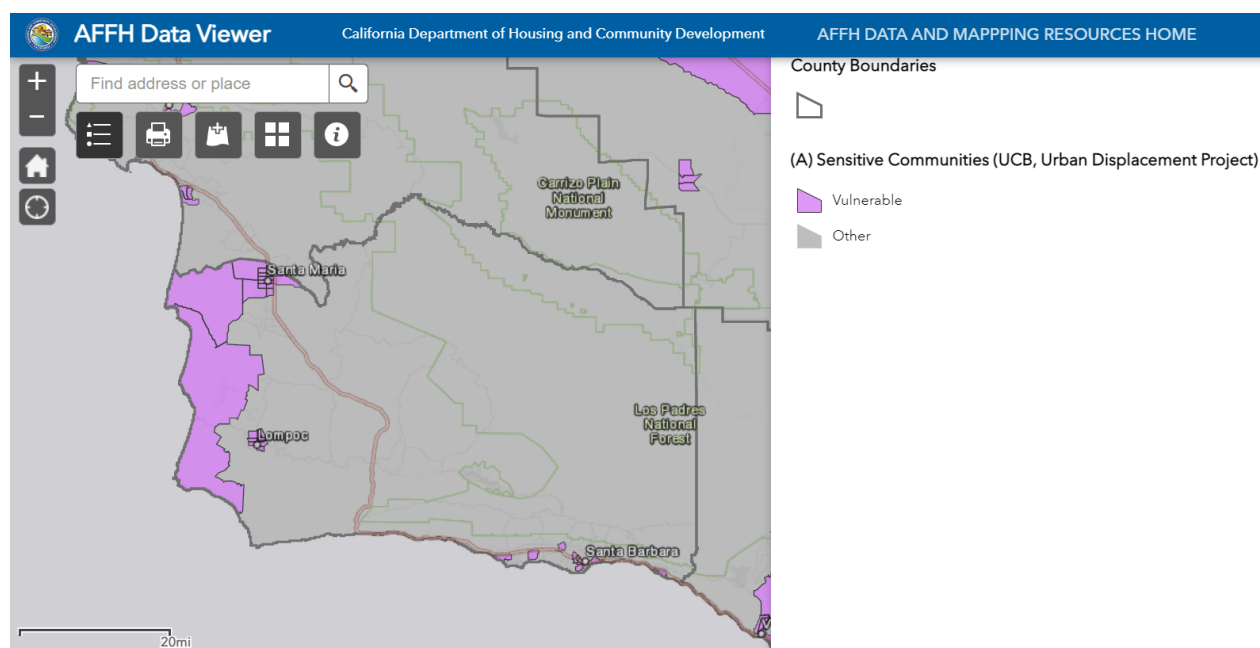 AFFH Data Viewer
California Department of Housing and Community Development
AFFH DATA AND MAPPPING RESOURCES HOME
Find address or place
County Boundaries
(A) Sensitive Communities (UCB, Urban Displacement Project)
Vulnerable
Other
Carrizo Plain
National
Monument
Santa Maria
Los Padres
National
Forest
Lompoc
Santa Barbara
20mi